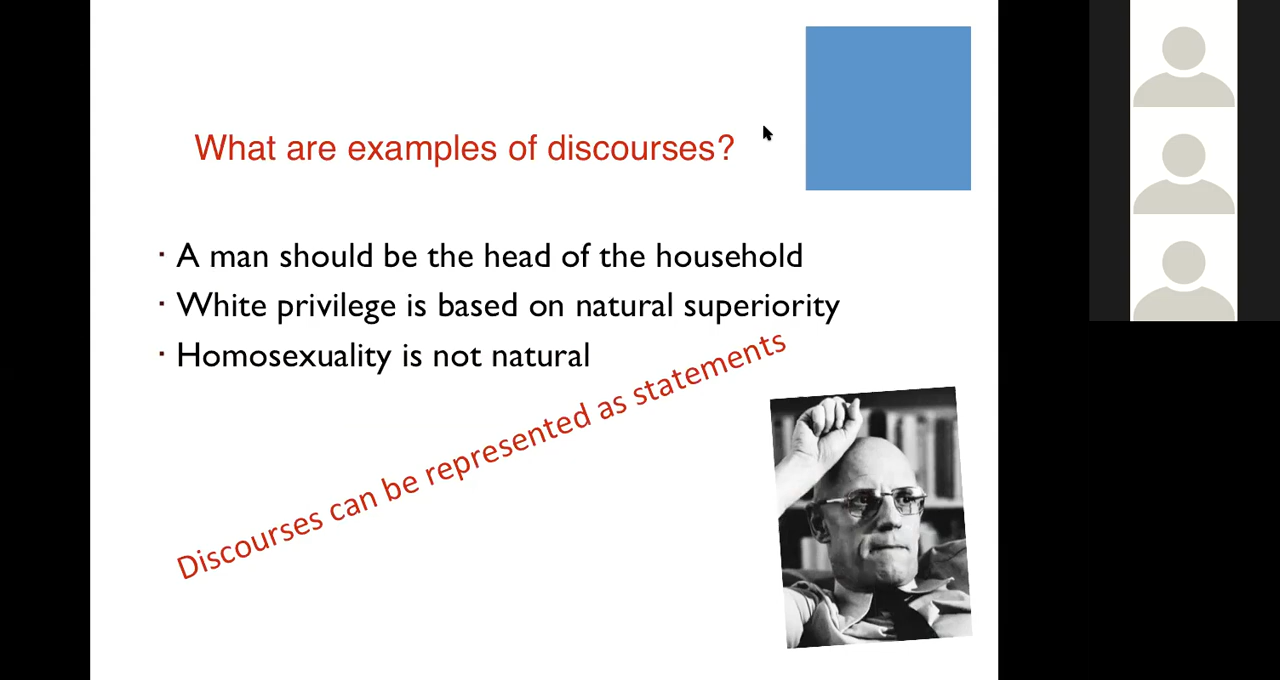 What are examples of discourses?
· A man should be the head of the household
· White privilege is based on natural superiority
· Homosexuality is not natural
Discourses can be represented as statements